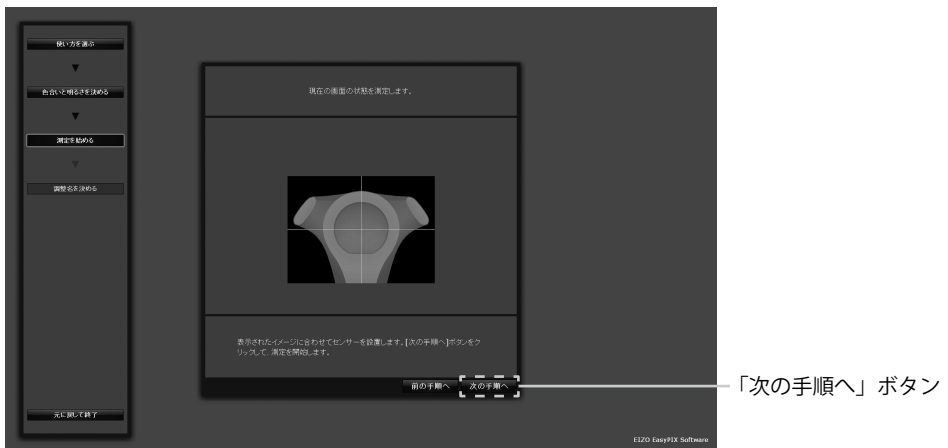 使い方を選ぶ
▼
色合いと明るさを決める
▼
測定を始める
▼
調整名を決める
元に戻して終了
現在の画面の状態を測定します。
表示されたイメージに合わせてセンサーを設置します。[次の手順へ]ボタンをク
リックして、測定を開始します。
前の手順へ 次の手順へ
「次の手順へ」ボタン
EIZO EasyPIX Software